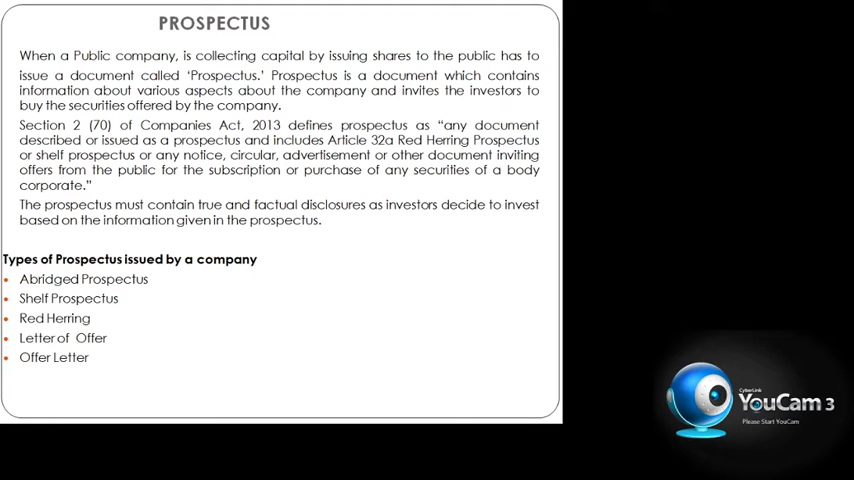 PROSPECTUS
When a Public company, is collecting capital by issuing shares to the public has to
issue a document called ‘Prospectus.’ Prospectus is a document which contains
information about various aspects about the company and invites the investors to
buy the securities offered by the company.
Section 2 (70) of Companies Act, 2013 defines prospectus as “any document
described or issued as a prospectus and includes Article 32a Red Herring Prospectus
or shelf prospectus or any notice, circular, advertisement or other document inviting
offers from the public for the subscription or purchase of any securities of a body
corporate.”
The prospectus must contain true and factual disclosures as investors decide to invest
based on the information given in the prospectus.
Types of Prospectus issued by a company
• Abridged Prospectus
• Shelf Prospectus
• Red Herring
• Letter of Offer
• Offer Letter
CyberLink
YouCam 3
Please Start YouCam